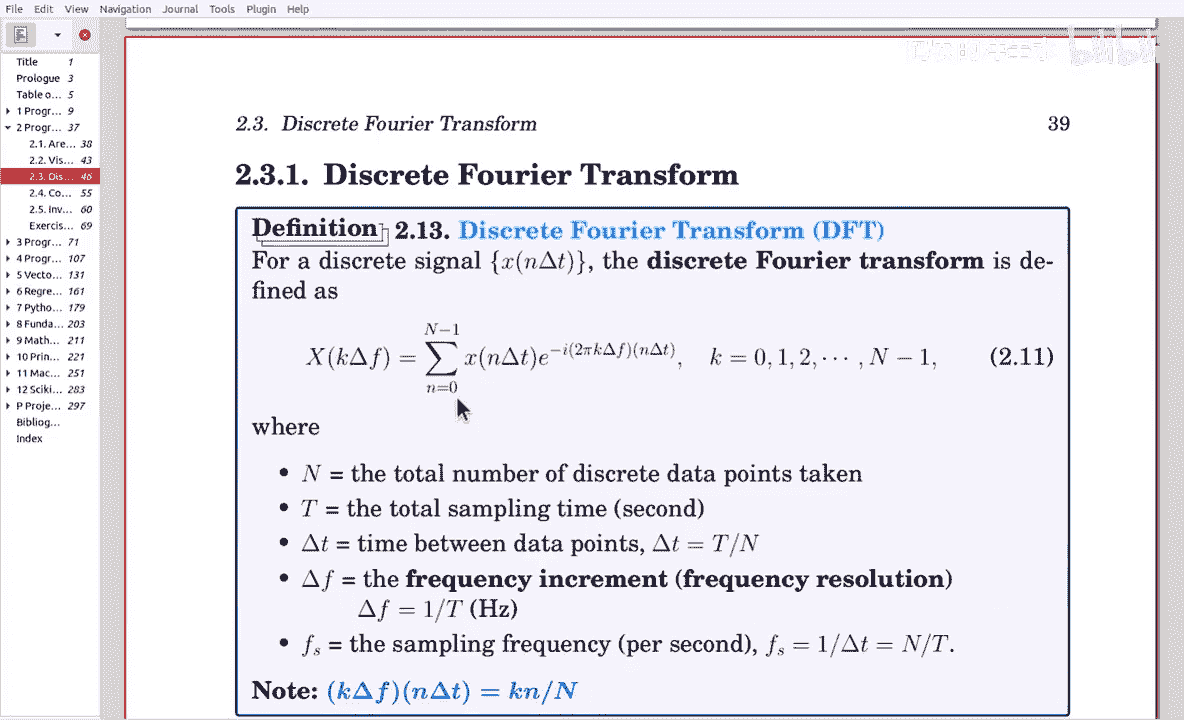 File Edit View Navigation Journal Tools Plugin Help
Title 1
Prologue 3
Table o... 5
1 Progr... 9
2 Progr... 37
2.1. Are... 38
2.2. Vis... 43
2.3. Dis... 46
2.4. Co... 55
2.5. Inv... 60
Exercis... 69
3 Progr... 71
4 Progr... 107
5 Vecto... 131
6 Regre... 161
7 Pytho... 179
8 Funda... 203
9 Math... 211
10 Prin... 221
11 Mac... 251
12 Sciki... 283
P Proje... 297
Bibliog...
Index
2.3. Discrete Fourier Transform 39
2.3.1. Discrete Fourier Transform
Definition 2.13. Discrete Fourier Transform (DFT)
For a discrete signal {x(nΔt)}, the discrete Fourier transform is de-
fined as
X(kΔf) = ∑_{n=0}^{N−1} x(nΔt)e^{−i(2πkΔf)(nΔt)}, k = 0, 1, 2, ··· , N − 1, (2.11)
where
• N = the total number of discrete data points taken
• T = the total sampling time (second)
• Δt = time between data points, Δt = T/N
• Δf = the frequency increment (frequency resolution)
Δf = 1/T (Hz)
• f_s = the sampling frequency (per second), f_s = 1/Δt = N/T.
Note: (kΔf)(nΔt) = kn/N